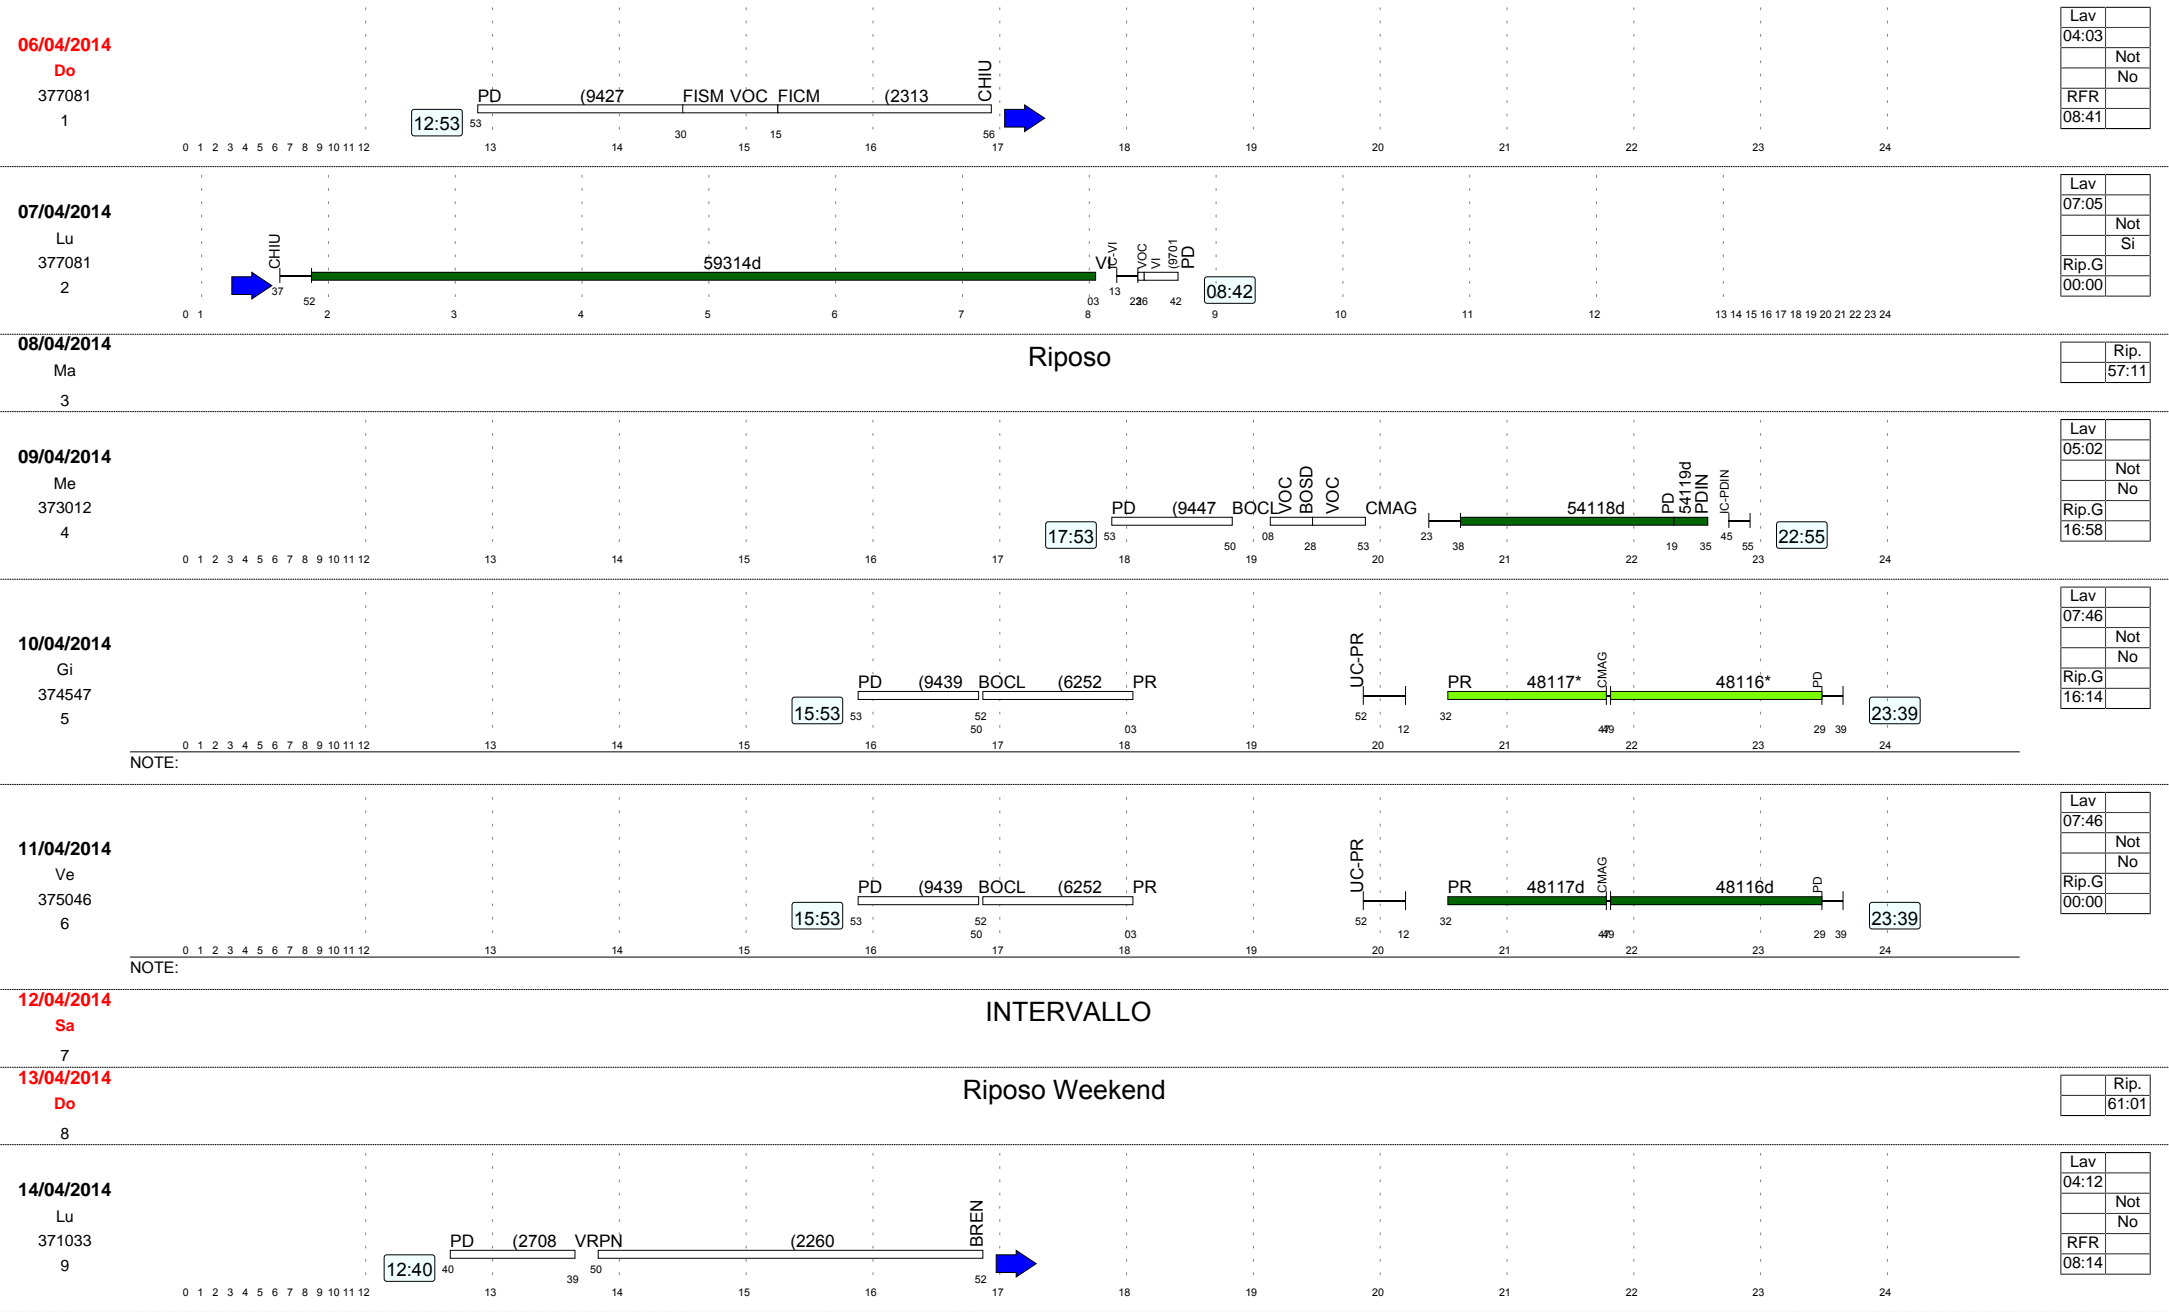 06/04/2014
Do
377081
1
12:53
PD (9427 FISM VOC FICM (2313 CHIU
53 30 15 56
0 1 2 3 4 5 6 7 8 9 10 11 12 13 14 15 16 17 18 19 20 21 22 23 24
Lav
04:03
Not
No
RFR
08:41
07/04/2014
Lu
377081
2
CHIU 59314d VI IC-VI VOC VI (9701 PD
37 52 03 13 23 26 42
08:42
0 1 2 3 4 5 6 7 8 9 10 11 12 13 14 15 16 17 18 19 20 21 22 23 24
Lav
07:05
Not
Si
Rip.G
00:00
08/04/2014
Ma
3
Riposo
Rip.
57:11
09/04/2014
Me
373012
4
17:53
PD (9447 BOCL VOC BOSD VOC CMAG 54118d PD 54119d PDIN IC-PDIN
53 50 08 28 53 23 38 19 35 45 55
22:55
0 1 2 3 4 5 6 7 8 9 10 11 12 13 14 15 16 17 18 19 20 21 22 23 24
Lav
05:02
Not
No
Rip.G
16:58
10/04/2014
Gi
374547
5
15:53
PD (9439 BOCL (6252 PR UC-PR PR 48117* CMAG 48116* PD
53 52 52 32
50 03 12 47 49 29 39
23:39
0 1 2 3 4 5 6 7 8 9 10 11 12 13 14 15 16 17 18 19 20 21 22 23 24
NOTE:
Lav
07:46
Not
No
Rip.G
16:14
11/04/2014
Ve
375046
6
15:53
PD (9439 BOCL (6252 PR UC-PR PR 48117d CMAG 48116d PD
53 52 52 32
50 03 12 47 49 29 39
23:39
0 1 2 3 4 5 6 7 8 9 10 11 12 13 14 15 16 17 18 19 20 21 22 23 24
NOTE:
Lav
07:46
Not
No
Rip.G
00:00
12/04/2014
Sa
7
INTERVALLO
13/04/2014
Do
8
Riposo Weekend
Rip.
61:01
14/04/2014
Lu
371033
9
12:40
PD (2708 VRPN (2260 BREN
40 39 50 52
0 1 2 3 4 5 6 7 8 9 10 11 12 13 14 15 16 17 18 19 20 21 22 23 24
Lav
04:12
Not
No
RFR
08:14